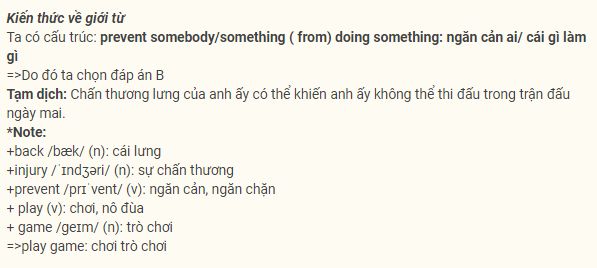 Kiến thức về giới từ
Ta có cấu trúc: prevent somebody/something ( from) doing something: ngăn cản ai/ cái gì làm
gì
=>Do đó ta chọn đáp án B
Tạm dịch: Chấn thương lưng của anh ấy có thể khiến anh ấy không thể thi đấu trong trận đấu
ngày mai.
*Note:
+back /bæk/ (n): cái lưng
+injury /ˈɪndʒəri/ (n): sự chấn thương
+prevent /prɪˈvent/ (v): ngăn cản, ngăn chặn
+ play (v): chơi, nô đùa
+ game /geɪm/ (n): trò chơi
=>play game: chơi trò chơi